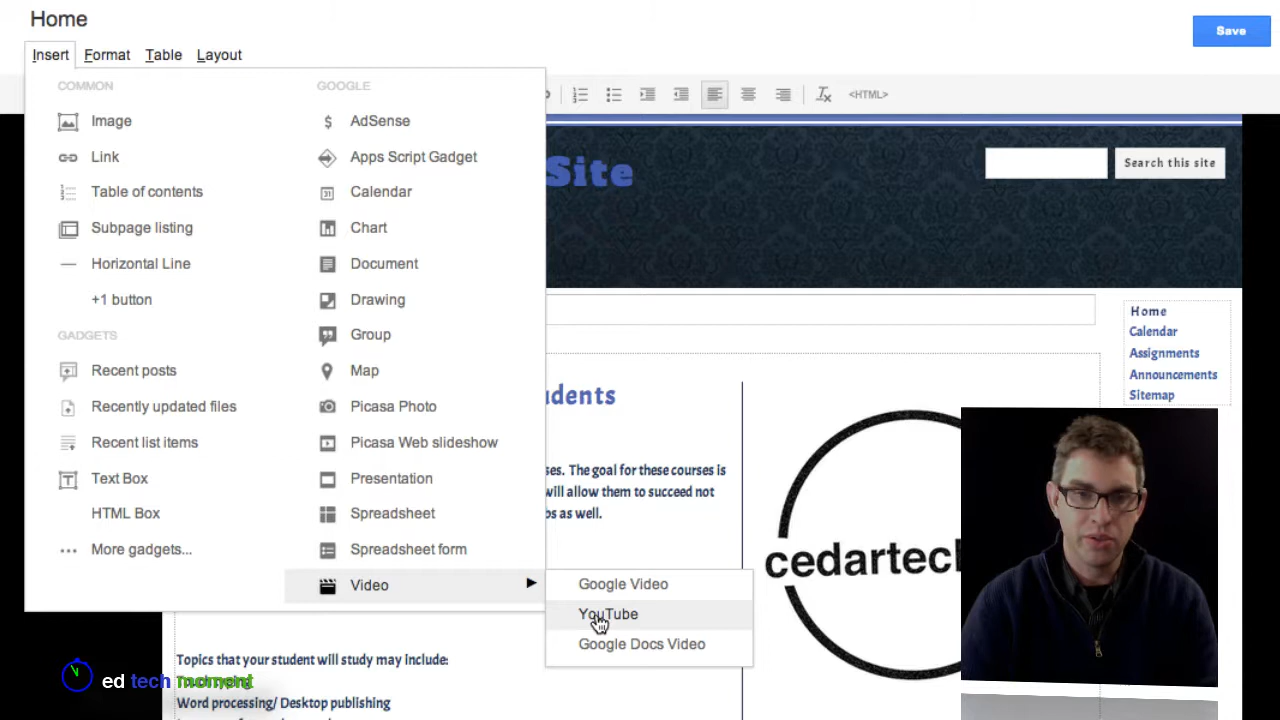 Home
Save
Insert Format Table Layout
COMMON
Image
Link
Table of contents
Subpage listing
Horizontal Line
+1 button
GADGETS
Recent posts
Recently updated files
Recent list items
Text Box
HTML Box
More gadgets...
GOOGLE
AdSense
Apps Script Gadget
Calendar
Chart
Document
Drawing
Group
Map
Picasa Photo
Picasa Web slideshow
Presentation
Spreadsheet
Spreadsheet form
Video
Google Video
YouTube
Google Docs Video
<HTML>
Site
Search this site
Home
Calendar
Assignments
Announcements
Sitemap
udents
ses. The goal for these courses is
will allow them to succeed not
bs as well.
cedartech
Topics that your student will study may include:
Word processing/ Desktop publishing
ed tech moment